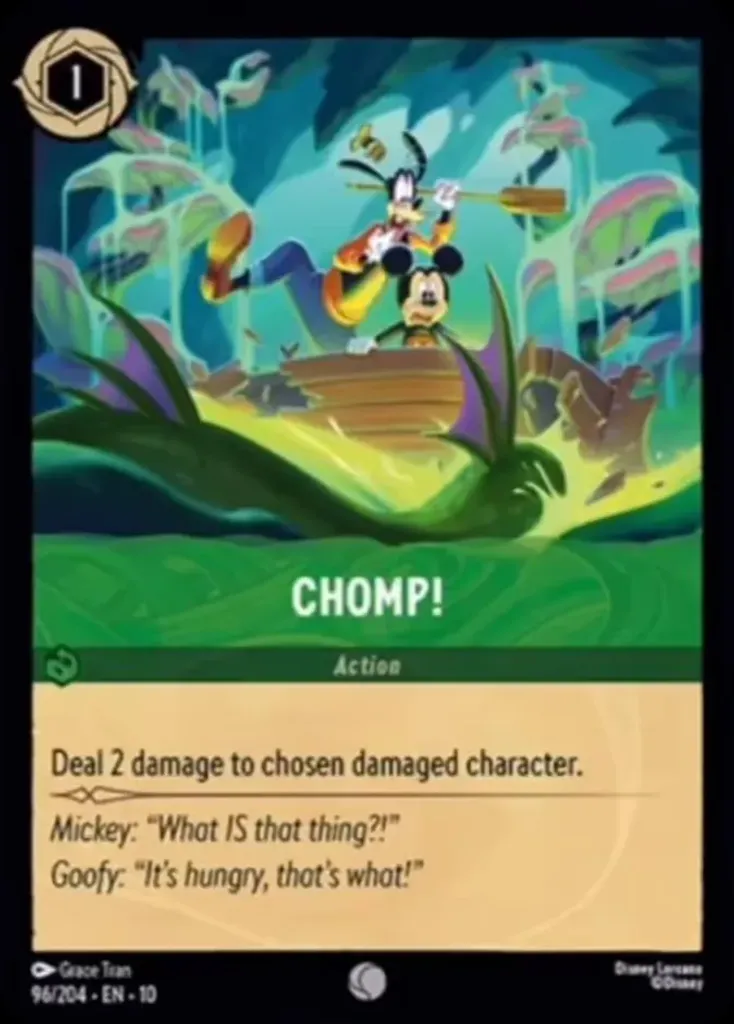 1
CHOMP!
Action
Deal 2 damage to chosen damaged character.
Mickey: “What IS that thing?!”
Goofy: “It’s hungry, that’s what!”
Grace Tran
Disney Lorcana
96/204 • EN • 10
©Disney